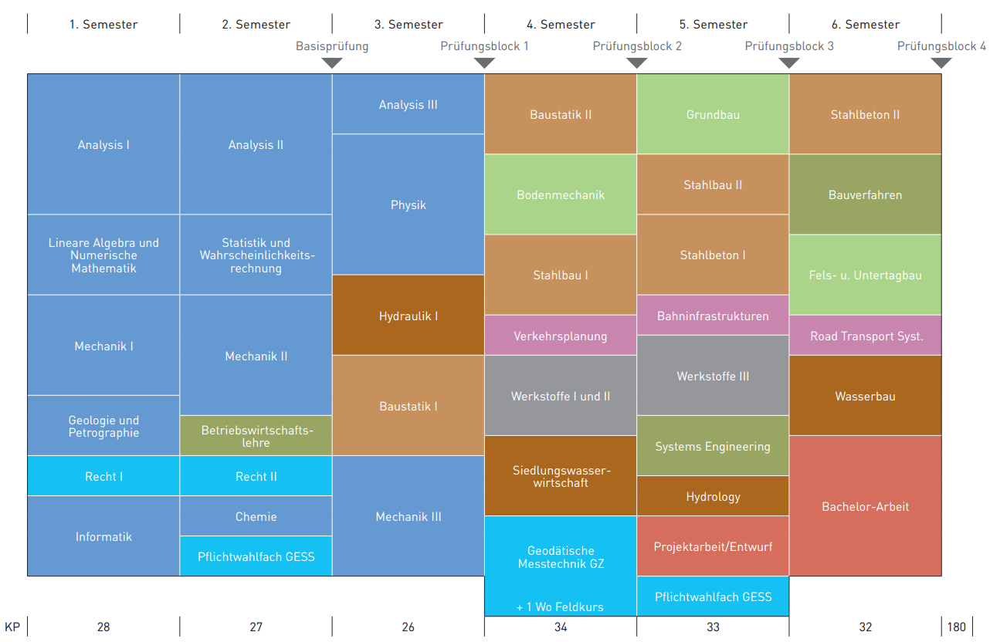 1. Semester
2. Semester
3. Semester
4. Semester
5. Semester
6. Semester
Basisprüfung
Prüfungsblock 1
Prüfungsblock 2
Prüfungsblock 3
Prüfungsblock 4
Analysis I
Lineare Algebra und
Numerische
Mathematik
Mechanik I
Geologie und
Petrographie
Recht I
Informatik
Analysis II
Statistik und
Wahrscheinlichkeits-
rechnung
Mechanik II
Betriebswirtschafts-
lehre
Recht II
Chemie
Pflichtwahlfach GESS
Analysis III
Physik
Hydraulik I
Baustatik I
Mechanik III
Baustatik II
Bodenmechanik
Stahlbau I
Verkehrsplanung
Werkstoffe I und II
Siedlungswasser-
wirtschaft
Geodätische
Messtechnik GZ
+ 1 Wo Feldkurs
Grundbau
Stahlbau II
Stahlbeton I
Bahninfrastrukturen
Werkstoffe III
Systems Engineering
Hydrology
Projektarbeit/Entwurf
Pflichtwahlfach GESS
Stahlbeton II
Bauverfahren
Fels- u. Untertagbau
Road Transport Syst.
Wasserbau
Bachelor-Arbeit
KP
28
27
26
34
33
32
180